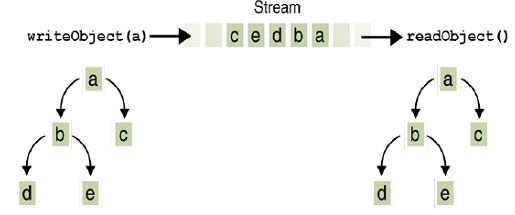 Stream
writeObject(a) c e d b a readObject()
a a
b c b c
d e d e